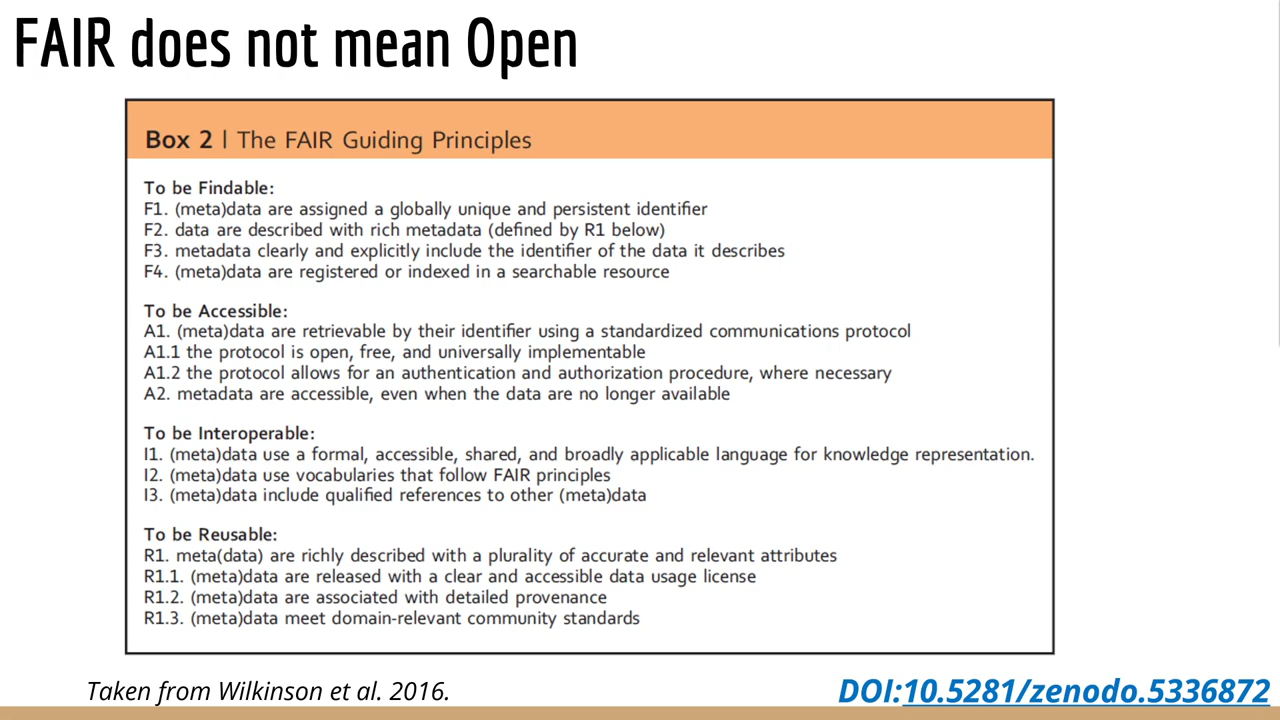 FAIR does not mean Open
Box 2 | The FAIR Guiding Principles
To be Findable:
F1. (meta)data are assigned a globally unique and persistent identifier
F2. data are described with rich metadata (defined by R1 below)
F3. metadata clearly and explicitly include the identifier of the data it describes
F4. (meta)data are registered or indexed in a searchable resource
To be Accessible:
A1. (meta)data are retrievable by their identifier using a standardized communications protocol
A1.1 the protocol is open, free, and universally implementable
A1.2 the protocol allows for an authentication and authorization procedure, where necessary
A2. metadata are accessible, even when the data are no longer available
To be Interoperable:
I1. (meta)data use a formal, accessible, shared, and broadly applicable language for knowledge representation.
I2. (meta)data use vocabularies that follow FAIR principles
I3. (meta)data include qualified references to other (meta)data
To be Reusable:
R1. meta(data) are richly described with a plurality of accurate and relevant attributes
R1.1. (meta)data are released with a clear and accessible data usage license
R1.2. (meta)data are associated with detailed provenance
R1.3. (meta)data meet domain-relevant community standards
Taken from Wilkinson et al. 2016.
DOI:10.5281/zenodo.5336872